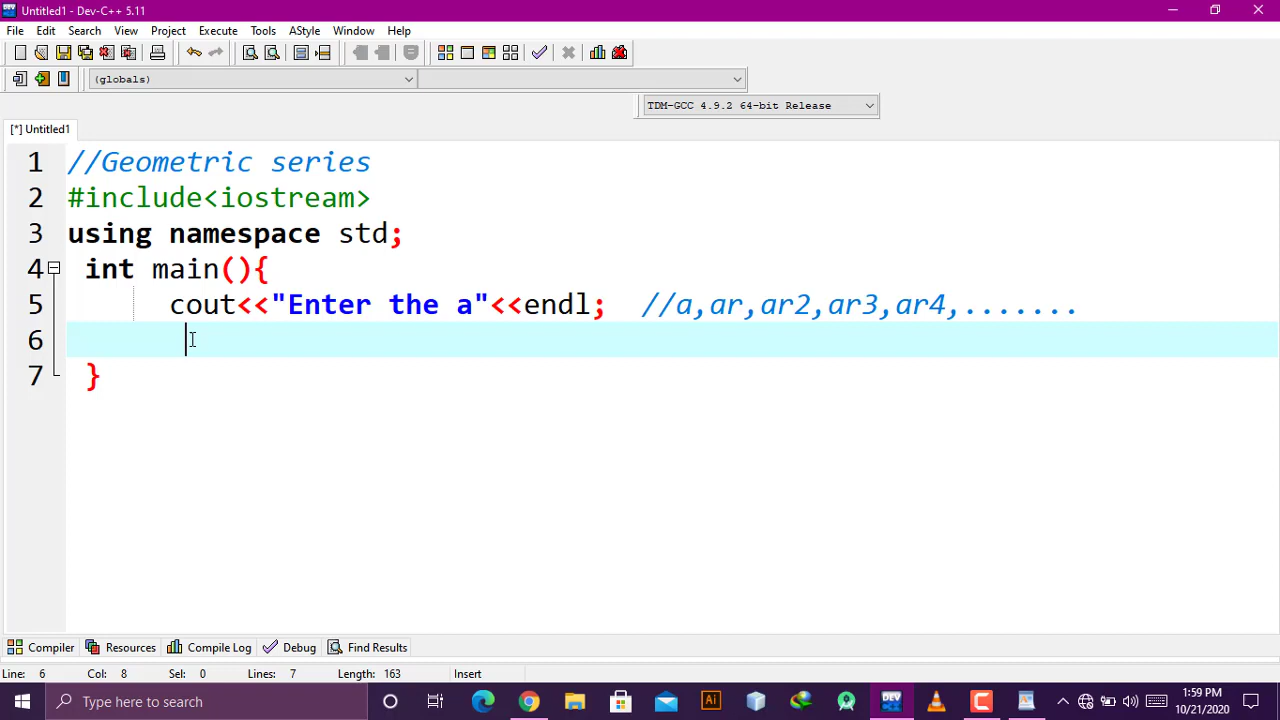 Untitled1 - Dev-C++ 5.11
File Edit Search View Project Execute Tools AStyle Window Help
(globals)
TDM-GCC 4.9.2 64-bit Release
[*] Untitled1
1 //Geometric series
2 #include<iostream>
3 using namespace std;
4 int main(){
5 cout<<"Enter the a"<<endl; //a,ar,ar2,ar3,ar4,.......
6
7 }
Compiler Resources Compile Log Debug Find Results
Line: 6 Col: 8 Sel: 0 Lines: 7 Length: 163 Insert
Type here to search
1:59 PM
10/21/2020